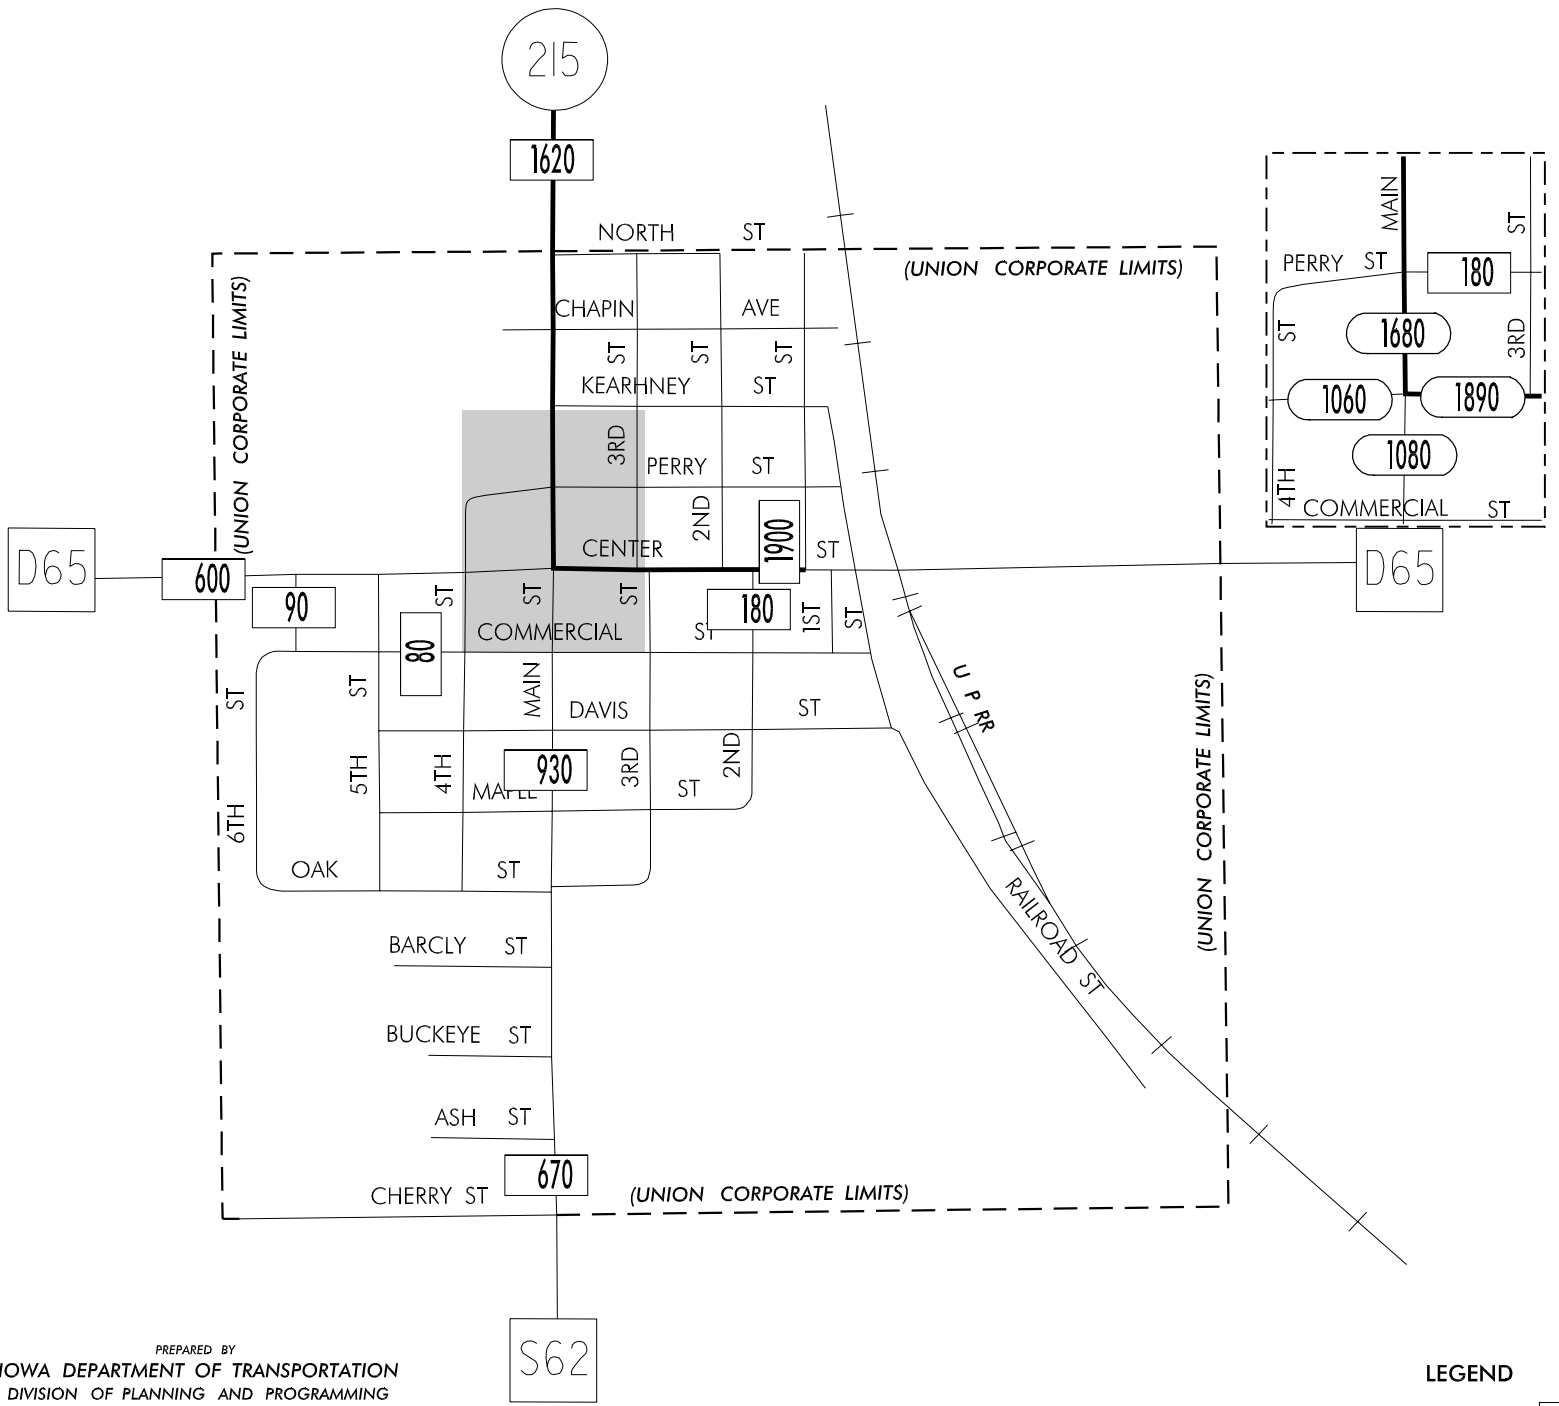 215
1620
NORTH ST
(UNION CORPORATE LIMITS)
(UNION CORPORATE LIMITS)
CHAPIN AVE
ST ST ST
KEARHNEY ST
3RD
PERRY ST
2ND
1900
CENTER ST
D65
600
90
80
ST ST ST
180
1ST ST
COMMERCIAL ST
D65
ST ST
MAIN
DAVIS ST
U P RR
(UNION CORPORATE LIMITS)
6TH 5TH 4TH
930
3RD 2ND
MAPLE ST
OAK ST
RAILROAD ST
BARCLY ST
BUCKEYE ST
ASH ST
670
CHERRY ST
(UNION CORPORATE LIMITS)
S62
MAIN
ST
PERRY ST
180
ST
1680
3RD
1060
1890
1080
4TH
COMMERCIAL ST
PREPARED BY
IOWA DEPARTMENT OF TRANSPORTATION
DIVISION OF PLANNING AND PROGRAMMING
LEGEND